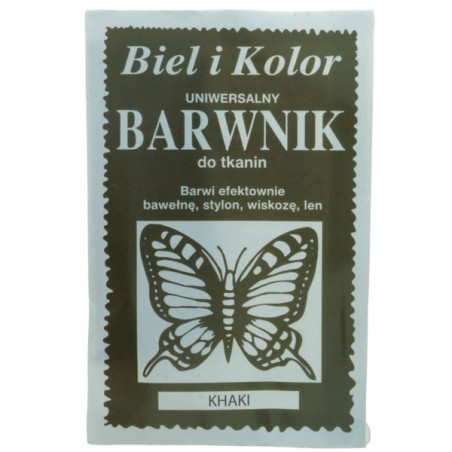 Biel i Kolor
UNIWERSALNY
BARWNIK
do tkanin
Barwi efektownie
bawełnę, stylon, wiskozę, len
KHAKI